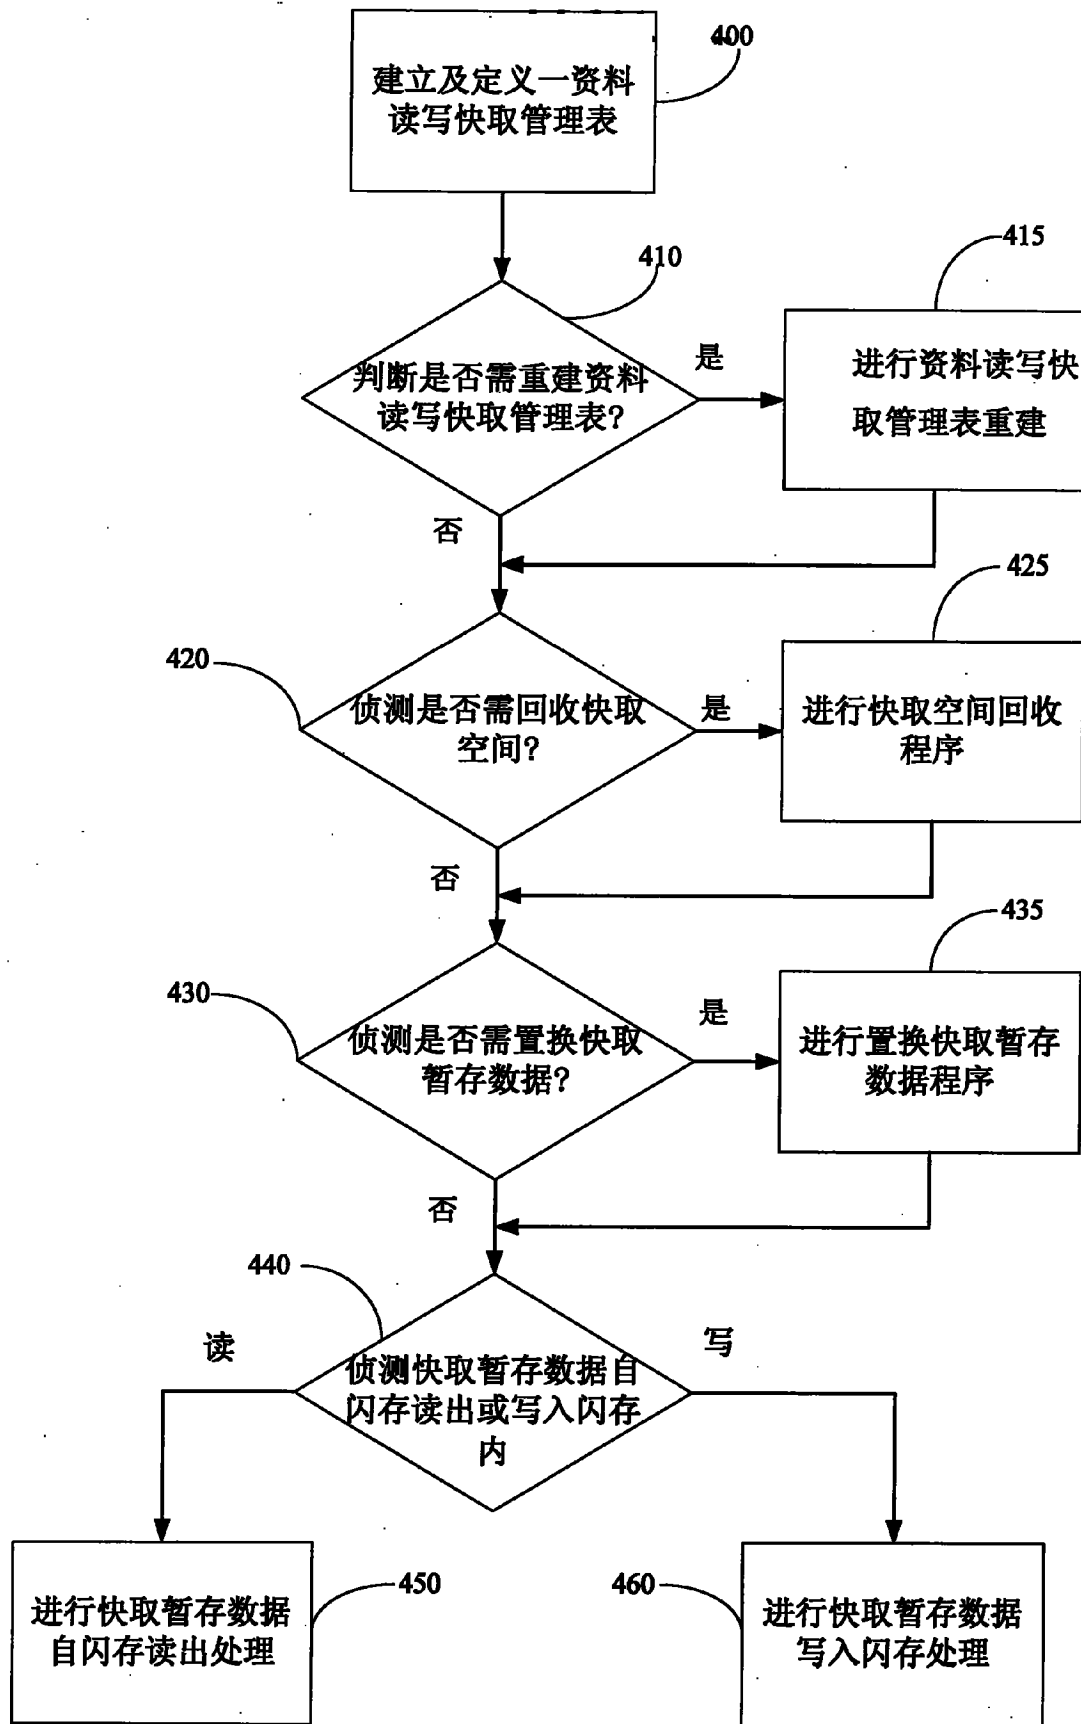 400
建立及定义一资料
读写快取管理表
415
410
判断是否需重建资料
读写快取管理表?
是
进行资料读写快
取管理表重建
否
425
420
侦测是否需回收快取
空间?
是
进行快取空间回收
程序
否
435
430
侦测是否需置换快取
暂存数据?
是
进行置换快取暂存
数据程序
否
440
读
写
侦测快取暂存数据自
闪存读出或写入闪存
内
450
进行快取暂存数据
自闪存读出处理
460
进行快取暂存数据
写入闪存处理